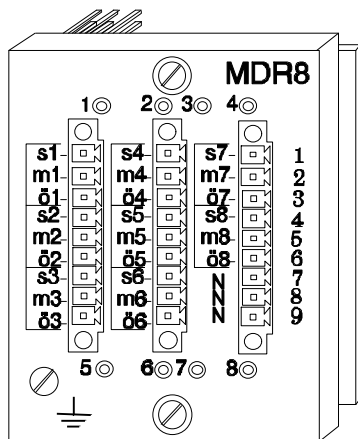 MDR8
1 2 3 4
s1 s4 s7 1
m1 m4 m7 2
ö1 ö4 ö7 3
s2 s5 s8 4
m2 m5 m8 5
ö2 ö5 ö8 6
s3 s6 N 7
m3 m6 N 8
ö3 ö6 N 9
5 6 7 8